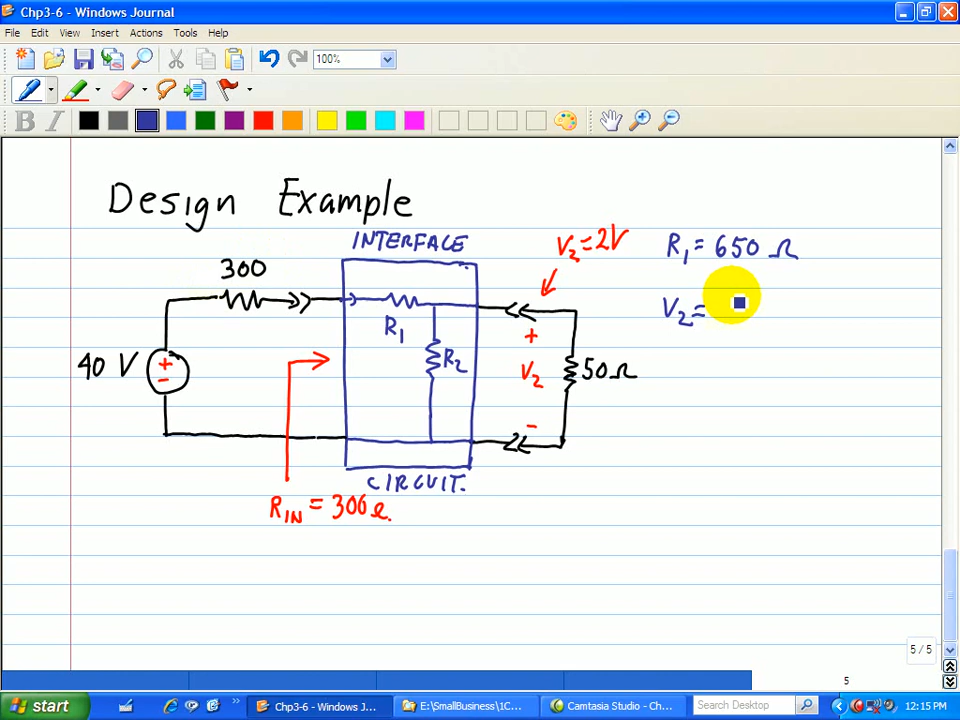 Chp3-6 - Windows Journal
File Edit View Insert Actions Tools Help
100%
B I
Design Example
INTERFACE
V2=2V
R1= 650 Ω
300
R1
V2=
40 V
+
-
R2
+
V2
-
50Ω
CIRCUIT.
RIN = 300Ω.
5 / 5
5
start
Chp3-6 - Windows J...
E:\SmallBusiness\1C...
Camtasia Studio - Ch...
Search Desktop
12:15 PM